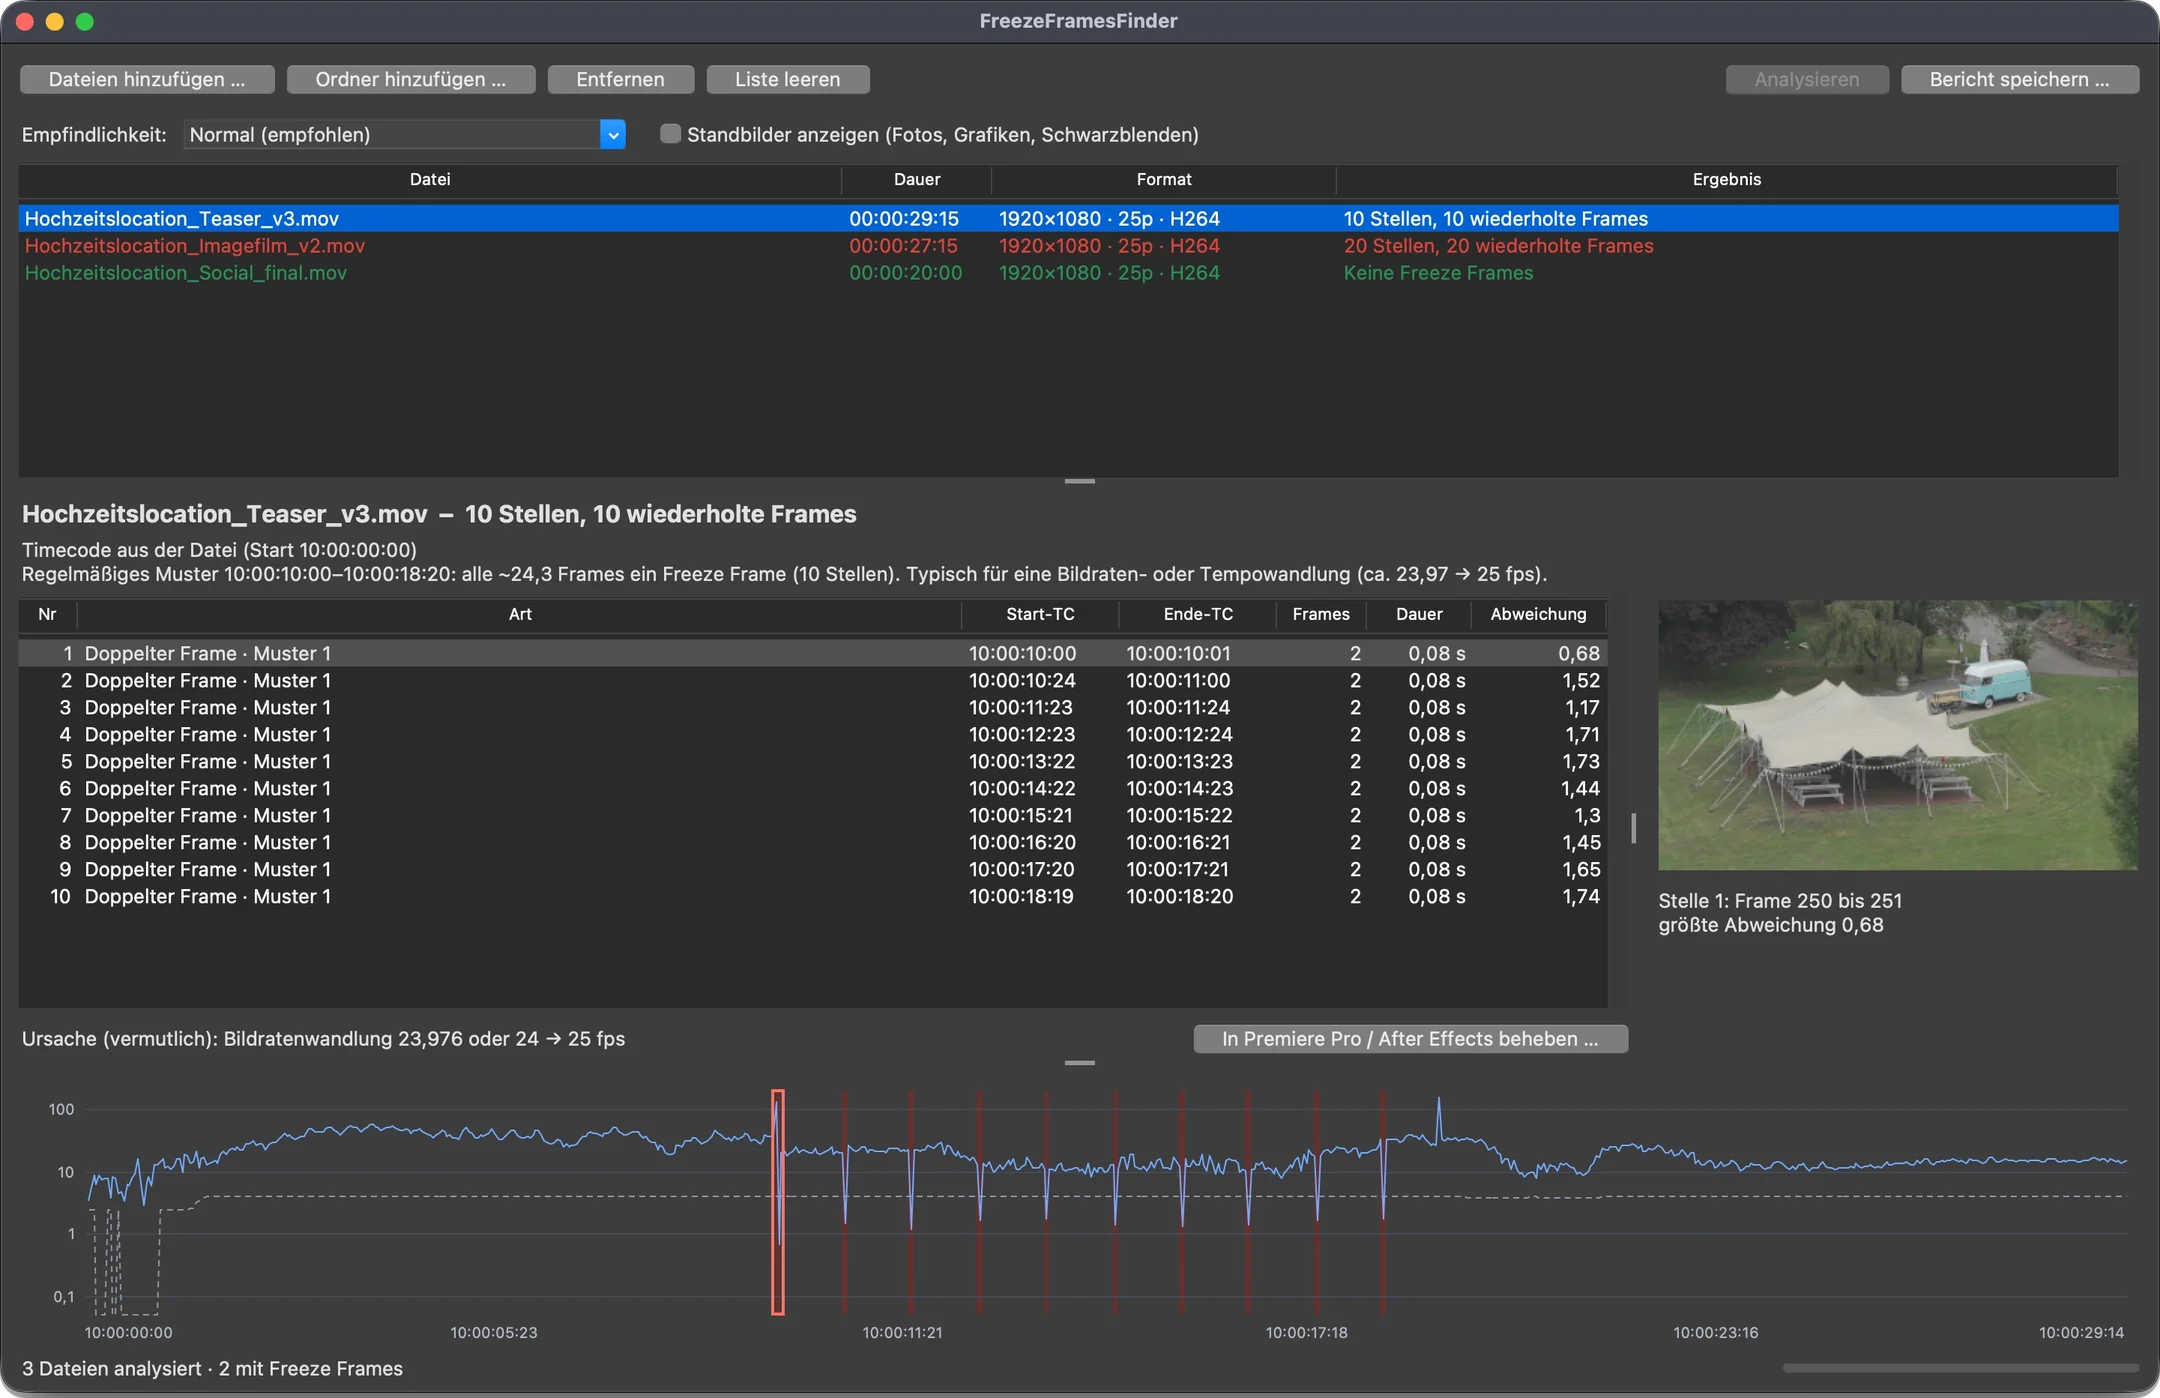 FreezeFramesFinder
Dateien hinzufügen ... Ordner hinzufügen ... Entfernen Liste leeren Analysieren Bericht speichern ...
Empfindlichkeit: Normal (empfohlen) Standbilder anzeigen (Fotos, Grafiken, Schwarzblenden)
Datei Dauer Format Ergebnis
Hochzeitslocation_Teaser_v3.mov 00:00:29:15 1920×1080 · 25p · H264 10 Stellen, 10 wiederholte Frames
Hochzeitslocation_Imagefilm_v2.mov 00:00:27:15 1920×1080 · 25p · H264 20 Stellen, 20 wiederholte Frames
Hochzeitslocation_Social_final.mov 00:00:20:00 1920×1080 · 25p · H264 Keine Freeze Frames
Hochzeitslocation_Teaser_v3.mov – 10 Stellen, 10 wiederholte Frames
Timecode aus der Datei (Start 10:00:00:00)
Regelmäßiges Muster 10:00:10:00–10:00:18:20: alle ~24,3 Frames ein Freeze Frame (10 Stellen). Typisch für eine Bildraten- oder Tempowandlung (ca. 23,97 → 25 fps).
Nr Art Start-TC Ende-TC Frames Dauer Abweichung
1 Doppelter Frame · Muster 1 10:00:10:00 10:00:10:01 2 0,08 s 0,68
2 Doppelter Frame · Muster 1 10:00:10:24 10:00:11:00 2 0,08 s 1,52
3 Doppelter Frame · Muster 1 10:00:11:23 10:00:11:24 2 0,08 s 1,17
4 Doppelter Frame · Muster 1 10:00:12:23 10:00:12:24 2 0,08 s 1,71
5 Doppelter Frame · Muster 1 10:00:13:22 10:00:13:23 2 0,08 s 1,73
6 Doppelter Frame · Muster 1 10:00:14:22 10:00:14:23 2 0,08 s 1,44
7 Doppelter Frame · Muster 1 10:00:15:21 10:00:15:22 2 0,08 s 1,3
8 Doppelter Frame · Muster 1 10:00:16:20 10:00:16:21 2 0,08 s 1,45
9 Doppelter Frame · Muster 1 10:00:17:20 10:00:17:21 2 0,08 s 1,65
10 Doppelter Frame · Muster 1 10:00:18:19 10:00:18:20 2 0,08 s 1,74
Stelle 1: Frame 250 bis 251
größte Abweichung 0,68
Ursache (vermutlich): Bildratenwandlung 23,976 oder 24 → 25 fps In Premiere Pro / After Effects beheben ...
100
10
1
0,1
10:00:00:00 10:00:05:23 10:00:11:21 10:00:17:18 10:00:23:16 10:00:29:14
3 Dateien analysiert · 2 mit Freeze Frames